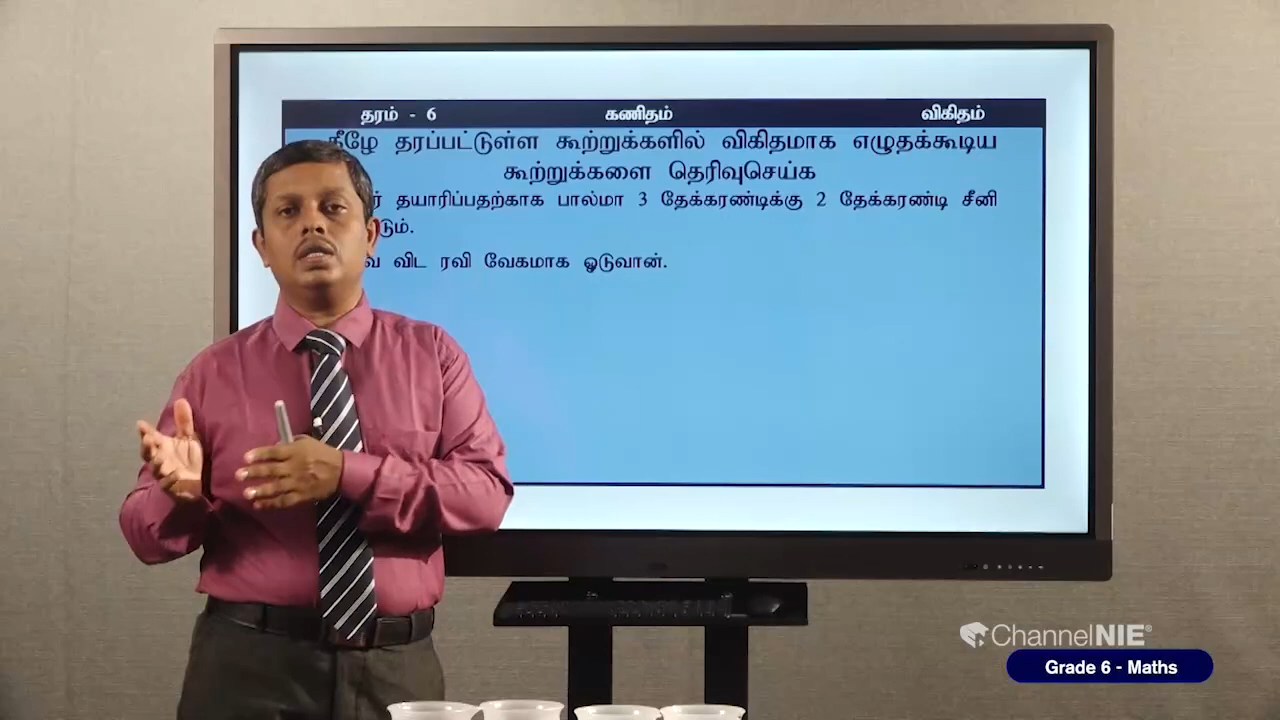 தரம் - 6 கணிதம் விகிதம்
தரப்பட்டுள்ள கூற்றுக்களில் விகிதமாக எழுதக்கூடிய
கூற்றுக்களை தெரிவுசெய்க
தயாரிப்பதற்காக பால்மா 3 தேக்கரண்டிக்கு 2 தேக்கரண்டி சீனி
விட ரவி வேகமாக ஓடுவான்.
ChannelNIE®
Grade 6 - Maths